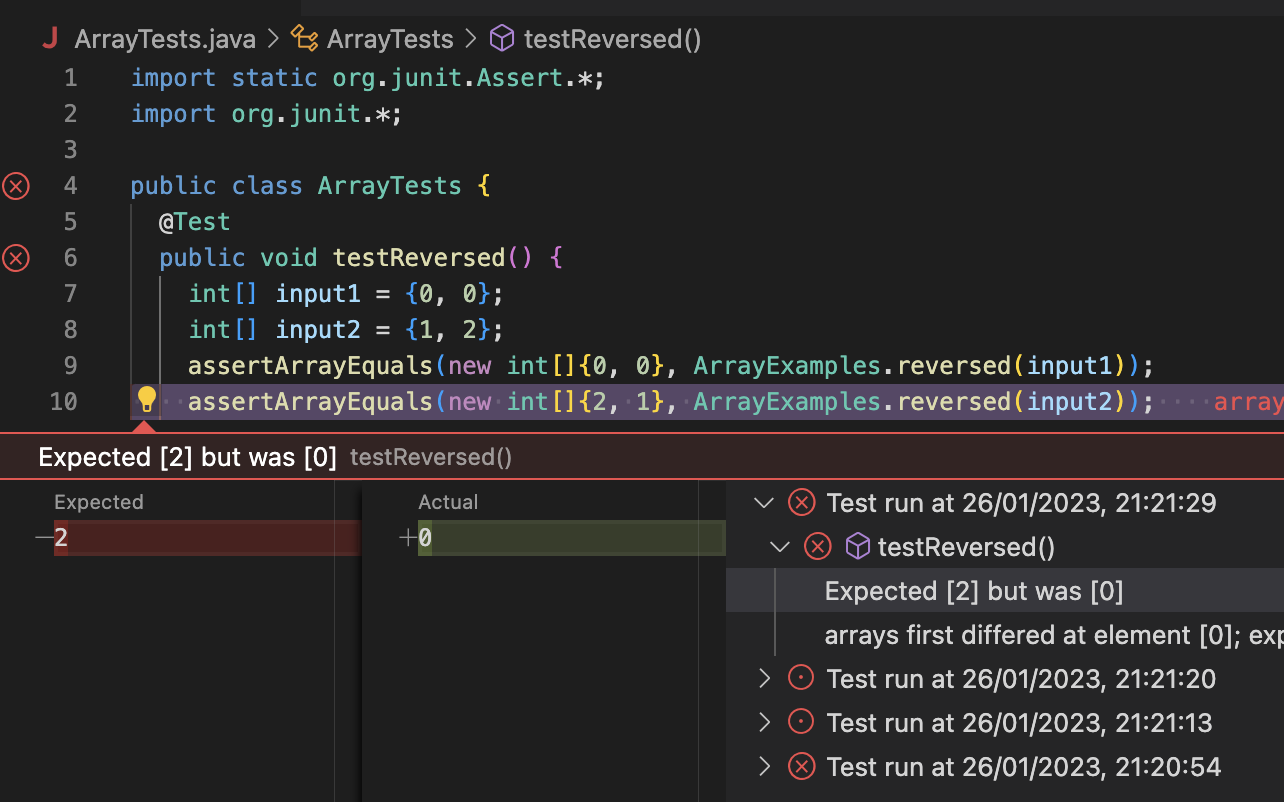 J ArrayTests.java > ArrayTests > testReversed()
1 import static org.junit.Assert.*;
2 import org.junit.*;
3
4 public class ArrayTests {
5 @Test
6 public void testReversed() {
7 int[] input1 = {0, 0};
8 int[] input2 = {1, 2};
9 assertArrayEquals(new int[]{0, 0}, ArrayExamples.reversed(input1));
10 assertArrayEquals(new int[]{2, 1}, ArrayExamples.reversed(input2)); array
Expected [2] but was [0] testReversed()
Expected
—2
Actual
+0
Test run at 26/01/2023, 21:21:29
testReversed()
Expected [2] but was [0]
arrays first differed at element [0]; exp
Test run at 26/01/2023, 21:21:20
Test run at 26/01/2023, 21:21:13
Test run at 26/01/2023, 21:20:54